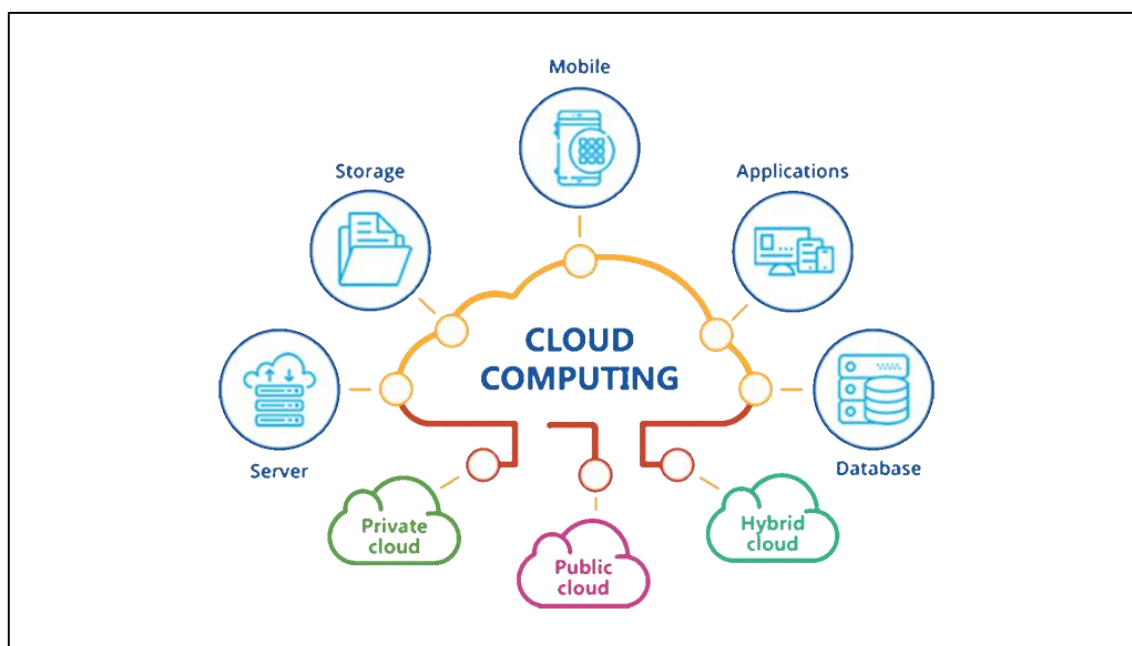 Mobile
Storage
Applications
CLOUD
COMPUTING
Server
Database
Private
cloud
Public
cloud
Hybrid
cloud